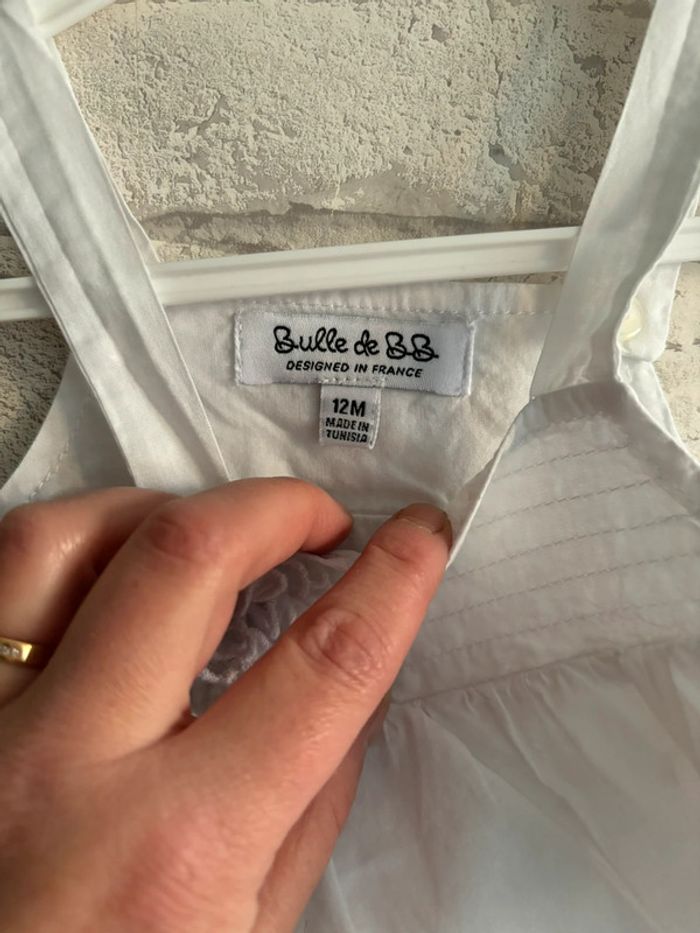 Bulle de BB
DESIGNED IN FRANCE
12M
MADE IN
TUNISIA